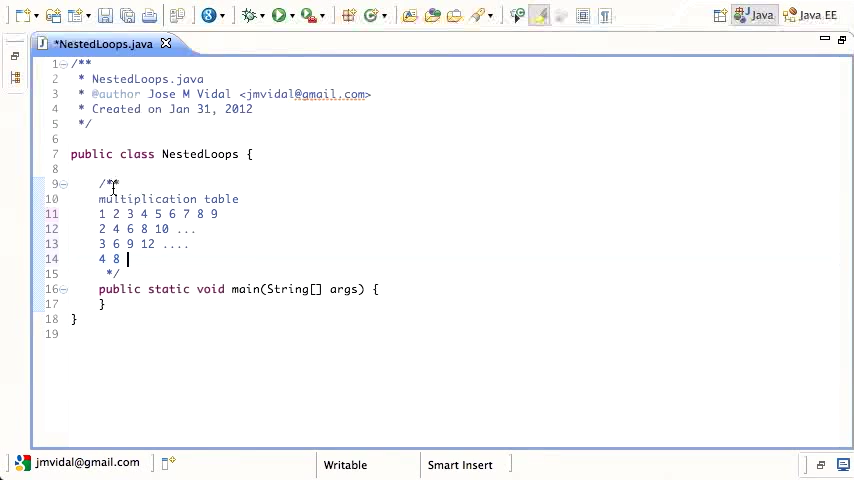 Java
Java EE
*NestedLoops.java
1 /**
2 * NestedLoops.java
3 * @author Jose M Vidal <jmvidal@gmail.com>
4 * Created on Jan 31, 2012
5 */
6
7 public class NestedLoops {
8
9 /**
10 multiplication table
11 1 2 3 4 5 6 7 8 9
12 2 4 6 8 10 ...
13 3 6 9 12 ....
14 4 8
15 */
16 public static void main(String[] args) {
17 }
18 }
19
jmvidal@gmail.com
Writable
Smart Insert